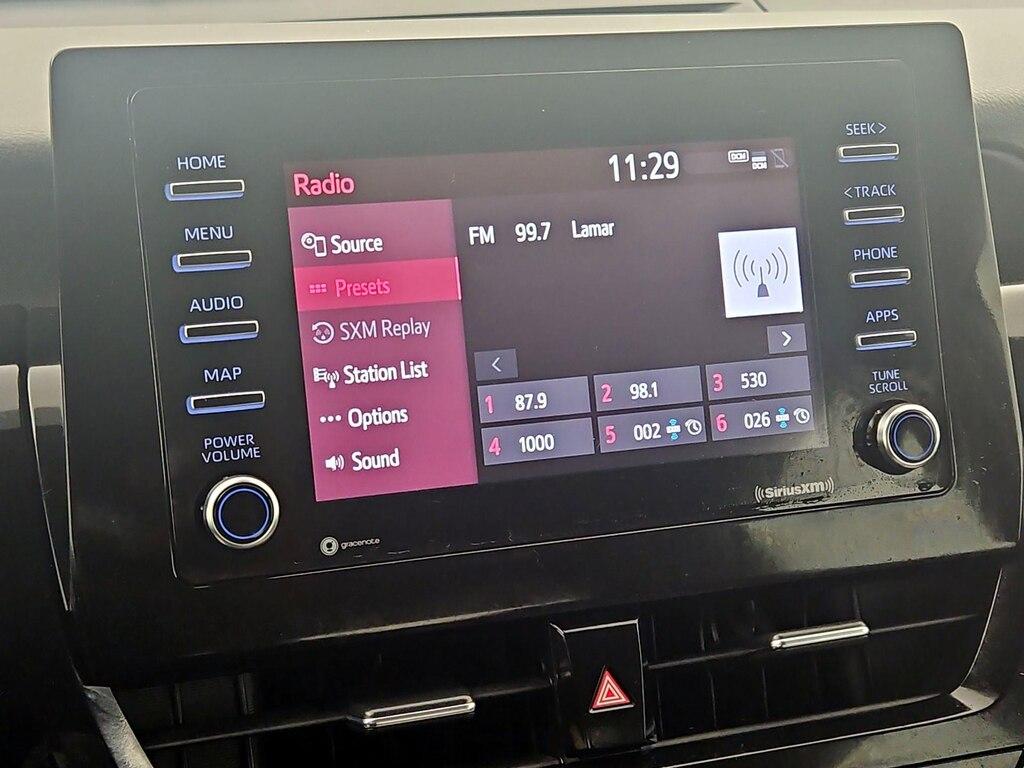 HOME
MENU
AUDIO
MAP
POWER
VOLUME
Radio
11:29
DCM
DCM
Source
Presets
SXM Replay
Station List
Options
Sound
FM 99.7 Lamar
<
>
1 87.9
2 98.1
3 530
4 1000
5 002
6 026
SEEK>
<TRACK
PHONE
APPS
TUNE
SCROLL
((SiriusXM))
gracenote